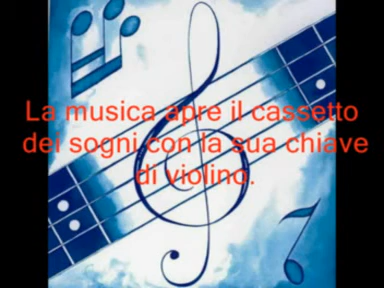 La musica apre il cassetto
dei sogni con la sua chiave
di violino.